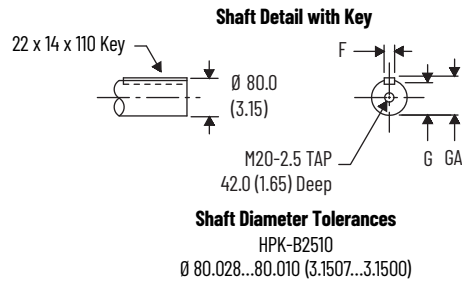 Shaft Detail with Key
22 x 14 x 110 Key
F
Ø 80.0
(3.15)
M20-2.5 TAP
42.0 (1.65) Deep
G GA
Shaft Diameter Tolerances
HPK-B2510
Ø 80.028...80.010 (3.1507...3.1500)